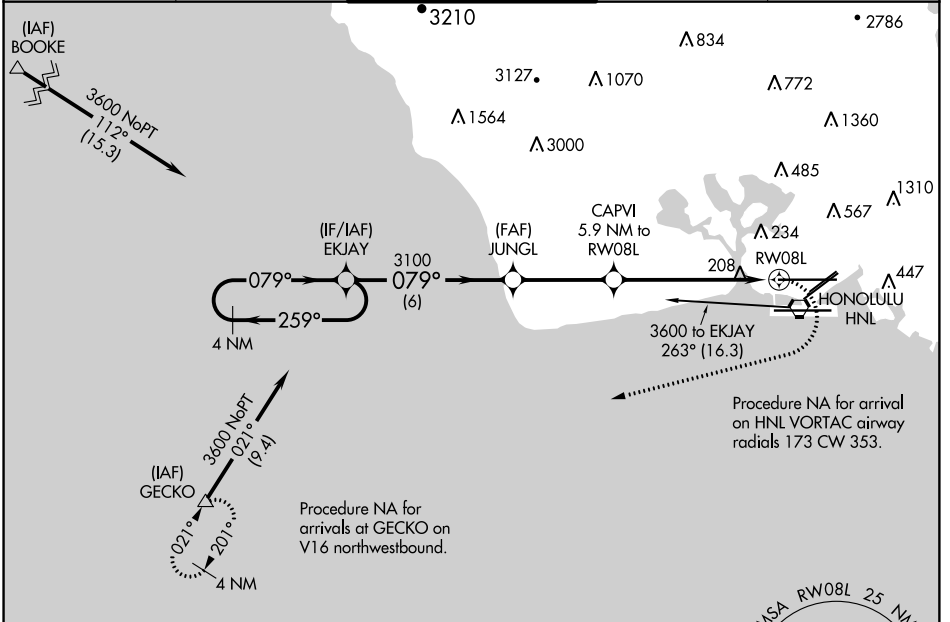 (IAF)
BOOKE
3600 NoPT
112°
(15.3)
3210
2786
834
3127
1070
772
1564
1360
3000
485
1310
567
234
(IF/IAF)
EKJAY
3100
079°
(6)
(FAF)
JUNGL
CAPVI
5.9 NM to
RW08L
208
RW08L
447
HONOLULU
HNL
079°
259°
4 NM
3600 to EKJAY
263° (16.3)
Procedure NA for arrival
on HNL VORTAC airway
radials 173 CW 353.
3600 NoPT
021°
(9.4)
(IAF)
GECKO
021°
201°
4 NM
Procedure NA for
arrivals at GECKO on
V16 northwestbound.
MSA RW08L 25 NM